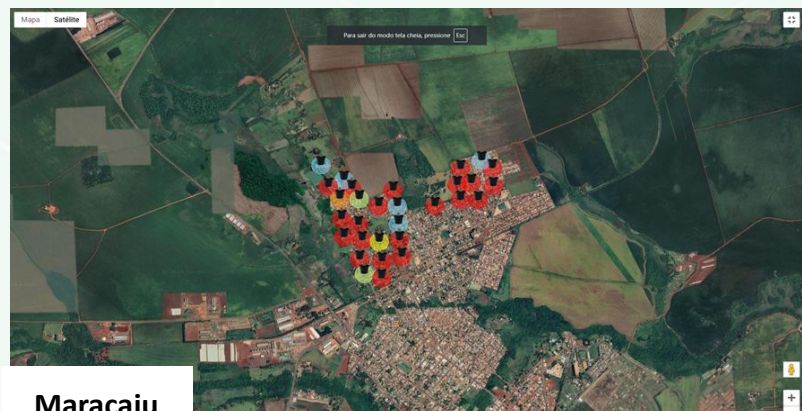 Mapa Satélite
Para sair do modo tela cheia, pressione Esc
Maracaju